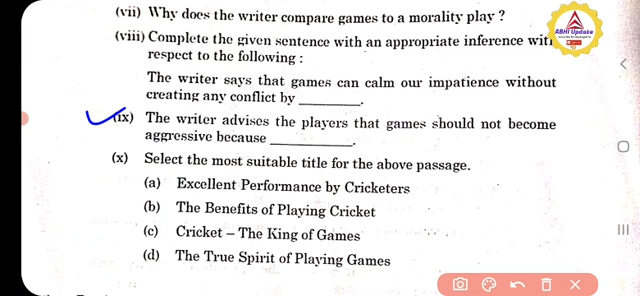 (vii) Why does the writer compare games to a morality play ?
(viii) Complete the given sentence with an appropriate inference with
respect to the following :
The writer says that games can calm our impatience without
creating any conflict by ________.
(ix) The writer advises the players that games should not become
aggressive because ___________.
(x) Select the most suitable title for the above passage.
(a) Excellent Performance by Cricketers
(b) The Benefits of Playing Cricket
(c) Cricket – The King of Games
(d) The True Spirit of Playing Games
ABHI Update